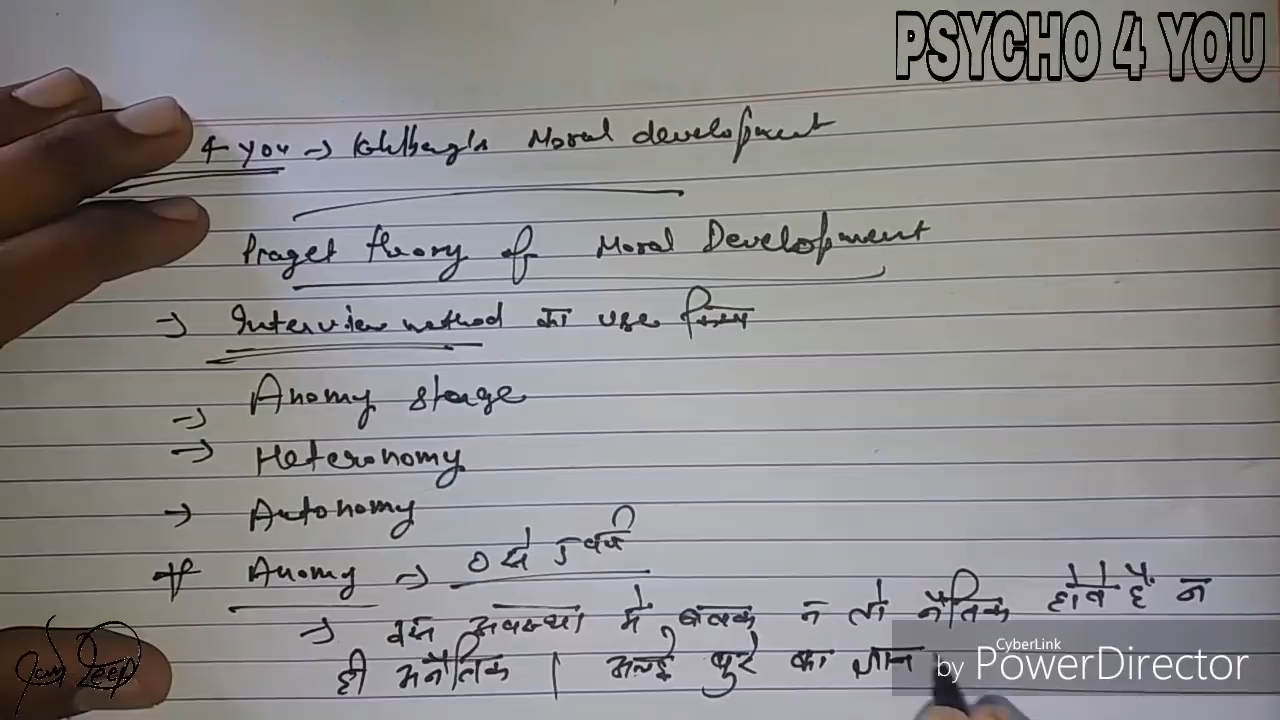 PSYCHO 4 YOU
4 you → Kohlberg's Moral development
Piaget theory of Moral Development
→ Interview method का use किया
→ Anomy stage
→ Heteronomy
→ Autonomy
* Anomy → 0 से 5 वर्ष
→ इस अवस्था में बालक न तो नैतिक होते है न
ही अनैतिक | अच्छे बुरे का ज्ञान
CyberLink
by PowerDirector